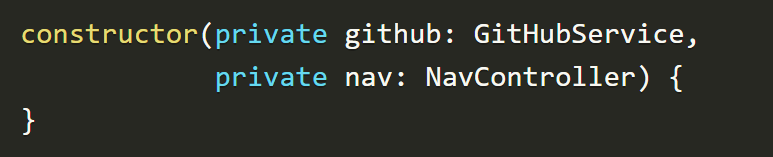 constructor(private github: GitHubService,
            private nav: NavController) {
}